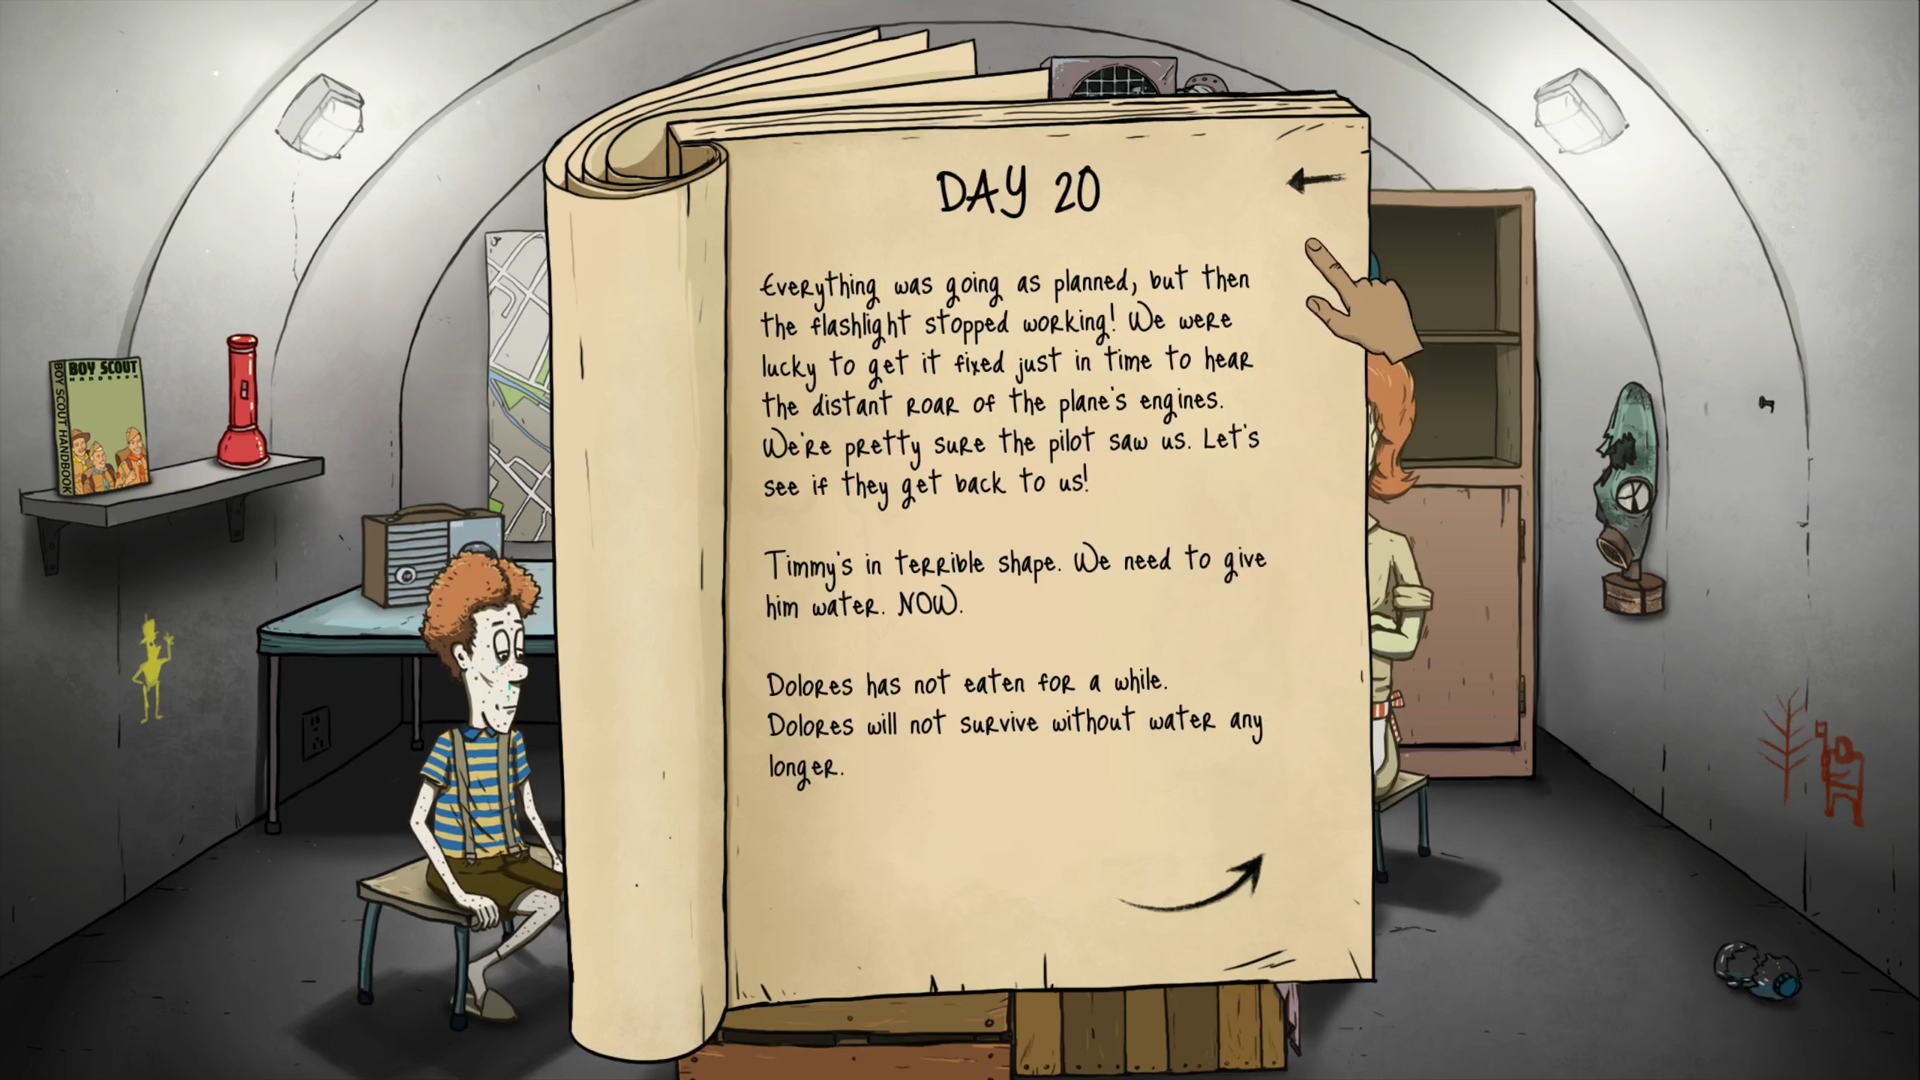 DAY 20
Everything was going as planned, but then
the flashlight stopped working! We were
lucky to get it fixed just in time to hear
the distant roar of the plane's engines.
We're pretty sure the pilot saw us. Let's
see if they get back to us!
Timmy's in terrible shape. We need to give
him water. NOW.
Dolores has not eaten for a while.
Dolores will not survive without water any
longer.
BOY SCOUT
HANDBOOK
BOY SCOUT HANDBOOK